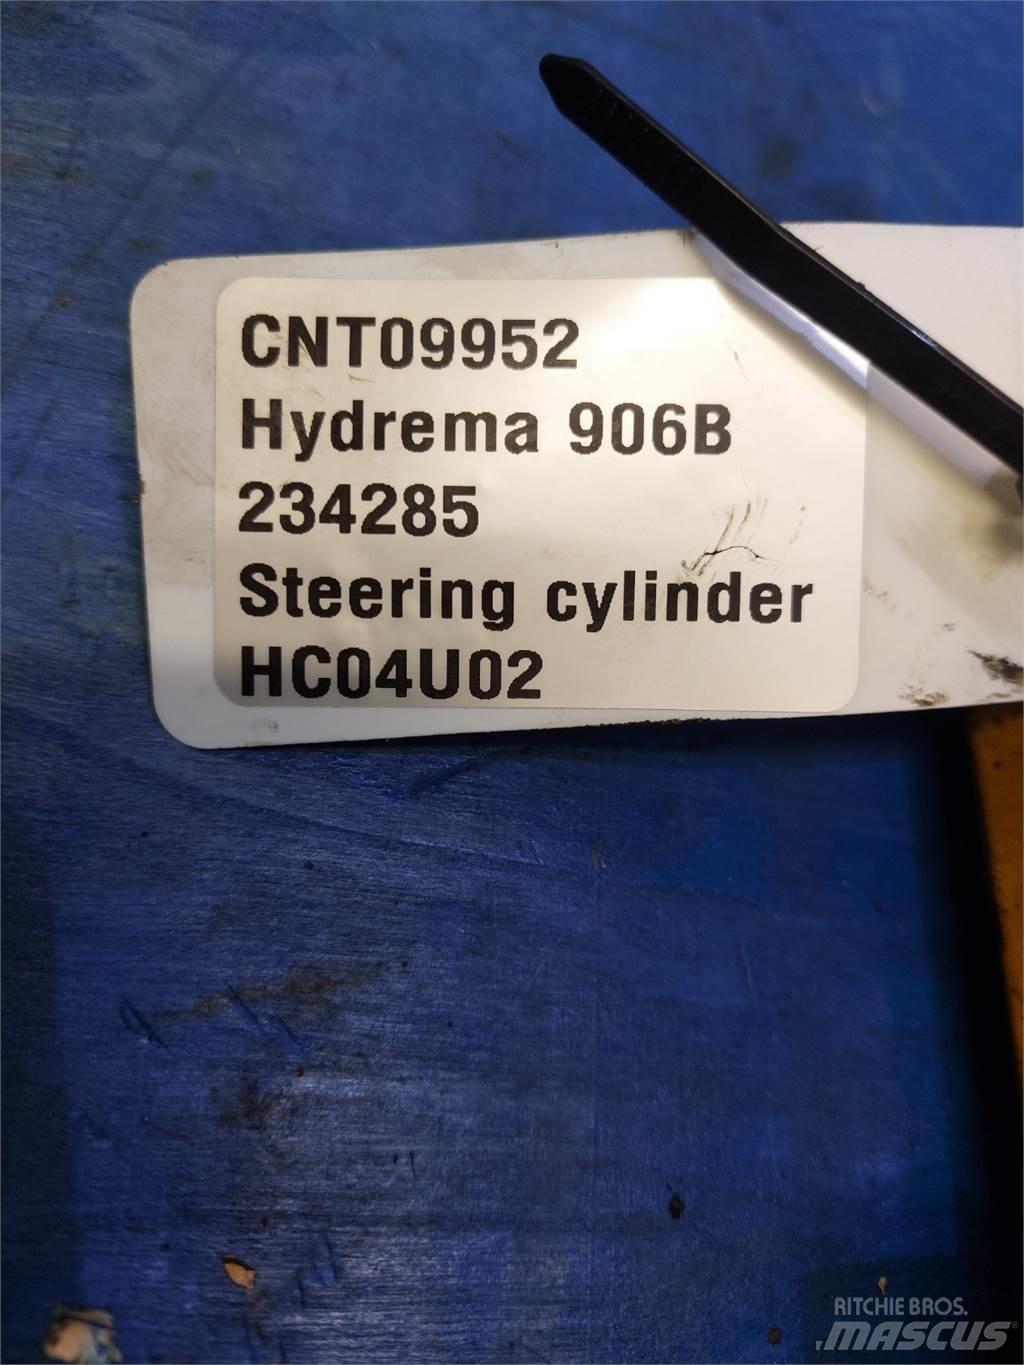 CNT09952
Hydrema 906B
234285
Steering cylinder
HC04U02
RITCHIE BROS.
MASCUS®